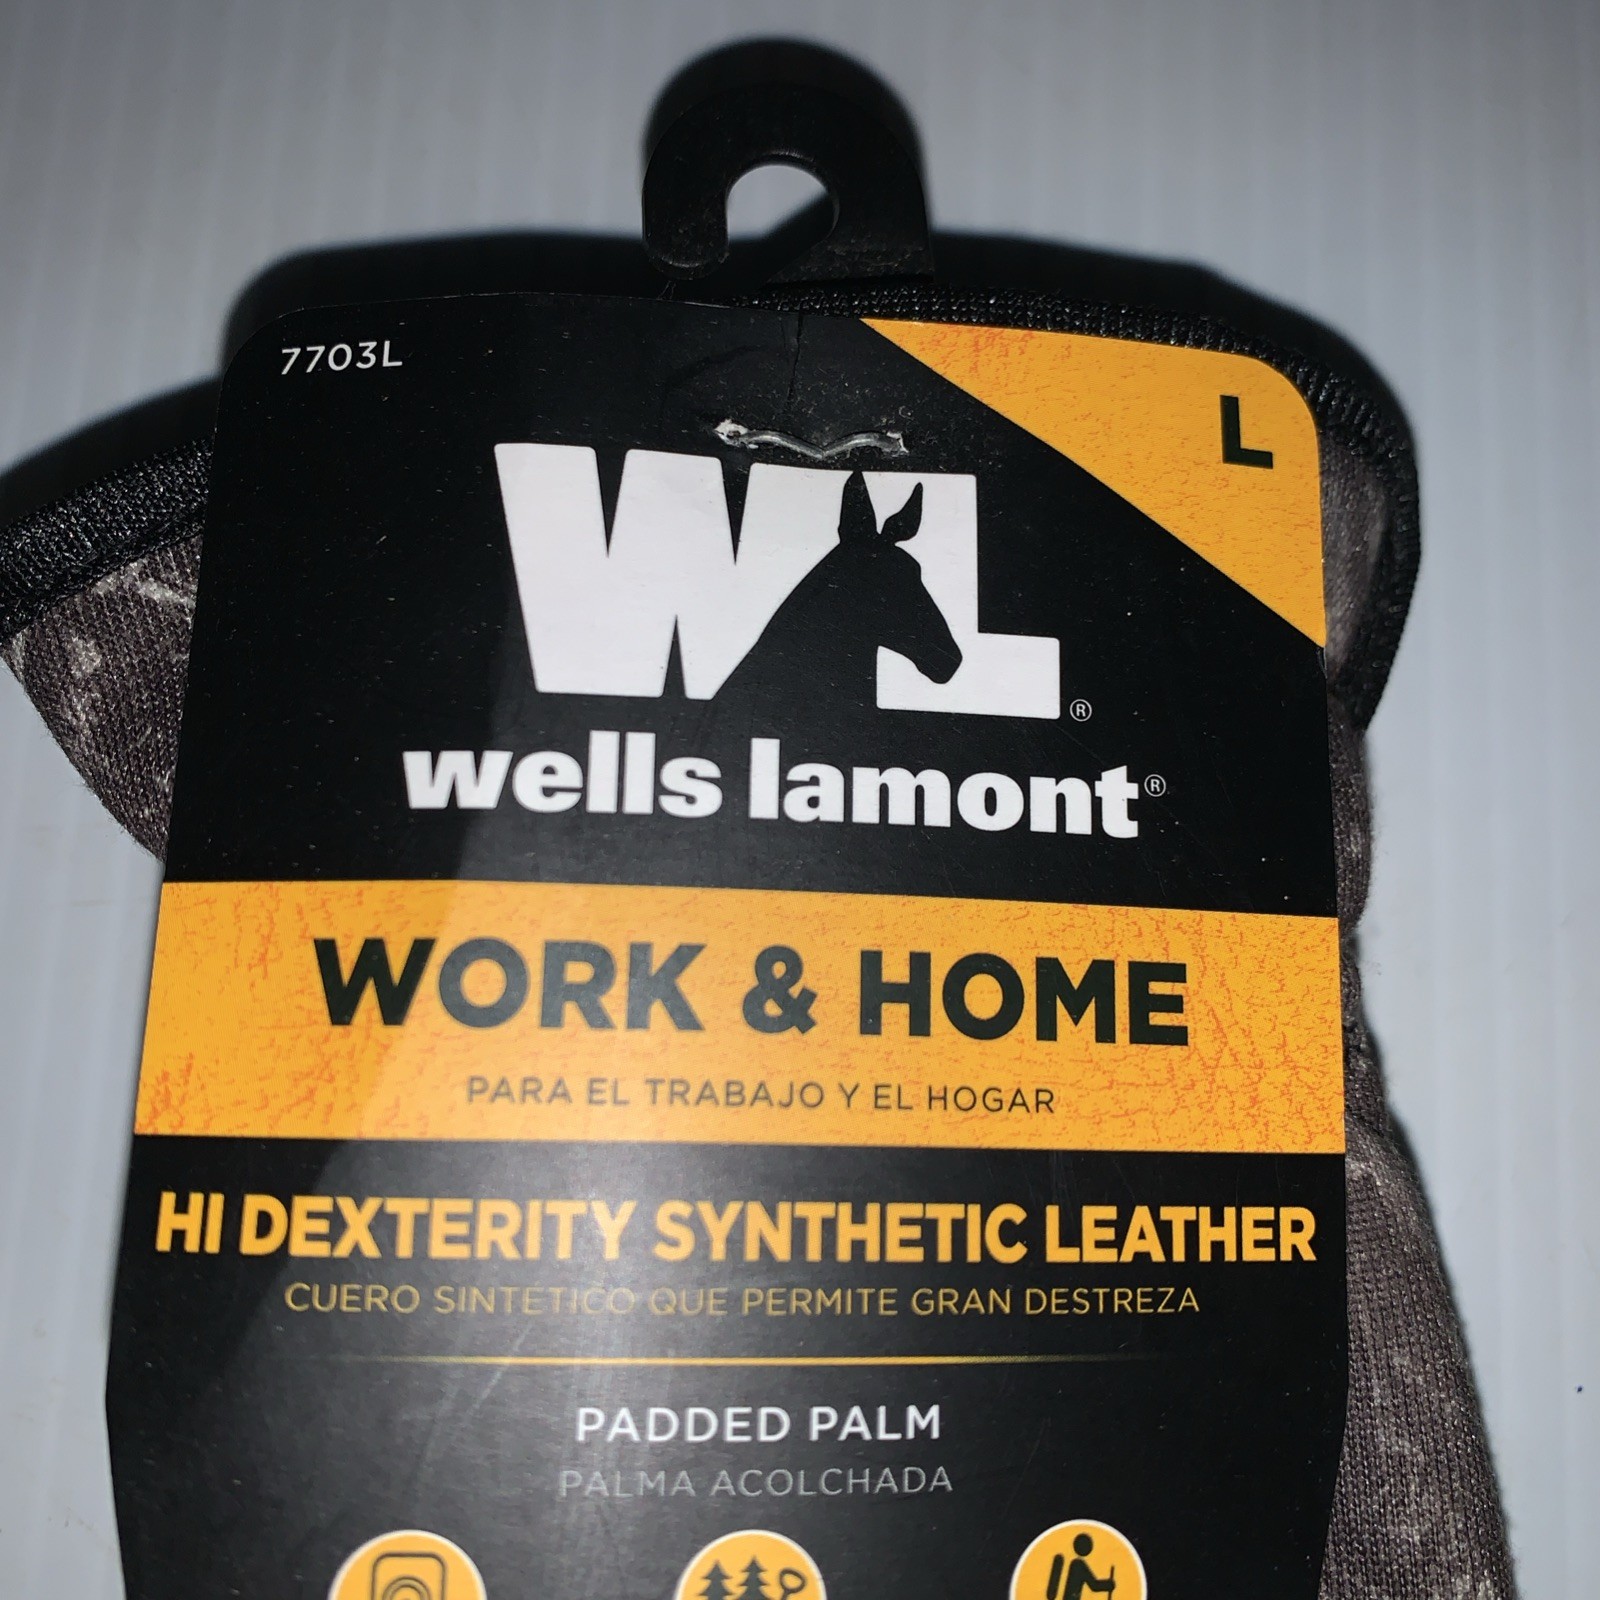 7703L
L
WL®
wells lamont®
WORK & HOME
PARA EL TRABAJO Y EL HOGAR
HI DEXTERITY SYNTHETIC LEATHER
CUERO SINTÉTICO QUE PERMITE GRAN DESTREZA
PADDED PALM
PALMA ACOLCHADA